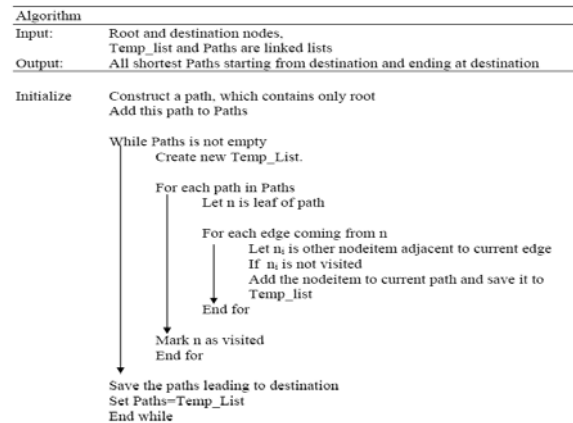 Algorithm
Input: Root and destination nodes,
Temp_list and Paths are linked lists
Output: All shortest Paths starting from destination and ending at destination
Initialize Construct a path, which contains only root
Add this path to Paths
While Paths is not empty
Create new Temp_List.
For each path in Paths
Let n is leaf of path
For each edge coming from n
Let nᵢ is other nodeitem adjacent to current edge
If nᵢ is not visited
Add the nodeitem to current path and save it to
Temp_list
End for
Mark n as visited
End for
Save the paths leading to destination
Set Paths=Temp_List
End while